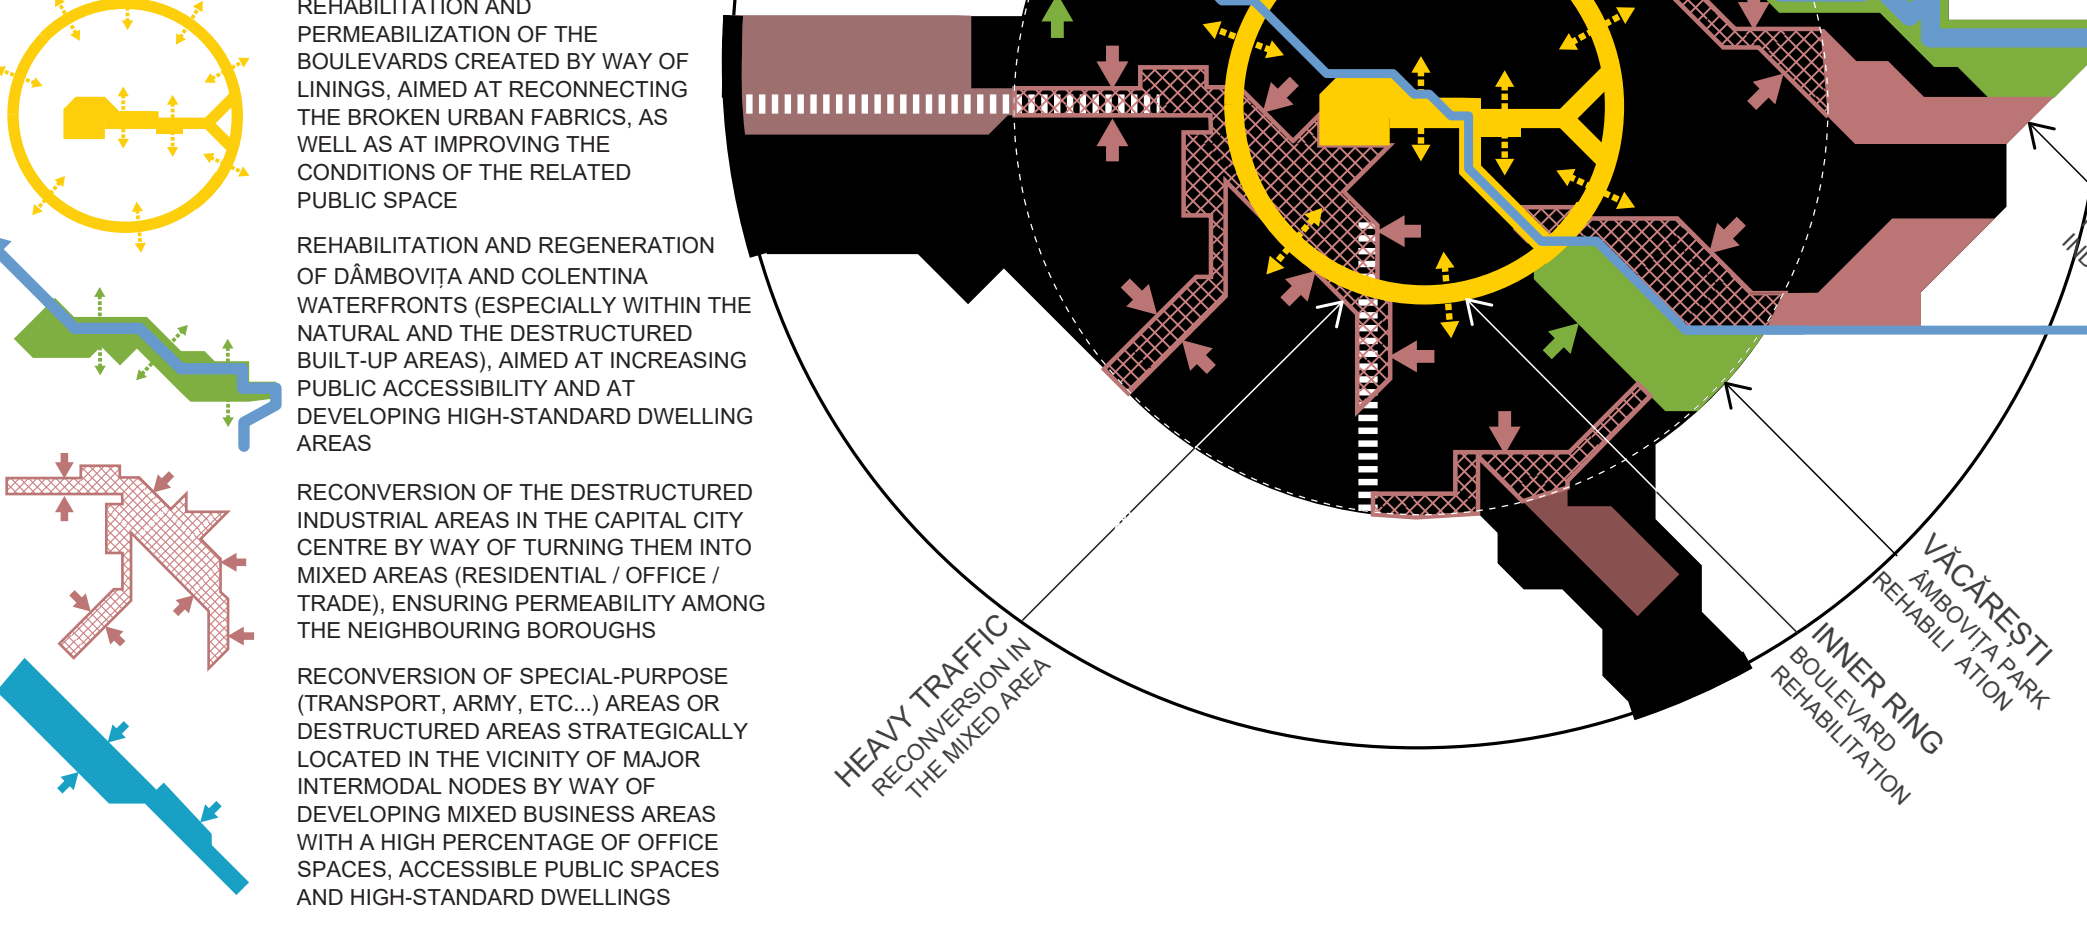 REHABILITATION AND
PERMEABILIZATION OF THE
BOULEVARDS CREATED BY WAY OF
LININGS, AIMED AT RECONNECTING
THE BROKEN URBAN FABRICS, AS
WELL AS AT IMPROVING THE
CONDITIONS OF THE RELATED
PUBLIC SPACE
REHABILITATION AND REGENERATION
OF DÂMBOVIȚA AND COLENTINA
WATERFRONTS (ESPECIALLY WITHIN THE
NATURAL AND THE DESTRUCTURED
BUILT-UP AREAS), AIMED AT INCREASING
PUBLIC ACCESSIBILITY AND AT
DEVELOPING HIGH-STANDARD DWELLING
AREAS
RECONVERSION OF THE DESTRUCTURED
INDUSTRIAL AREAS IN THE CAPITAL CITY
CENTRE BY WAY OF TURNING THEM INTO
MIXED AREAS (RESIDENTIAL / OFFICE /
TRADE), ENSURING PERMEABILITY AMONG
THE NEIGHBOURING BOROUGHS
RECONVERSION OF SPECIAL-PURPOSE
(TRANSPORT, ARMY, ETC...) AREAS OR
DESTRUCTURED AREAS STRATEGICALLY
LOCATED IN THE VICINITY OF MAJOR
INTERMODAL NODES BY WAY OF
DEVELOPING MIXED BUSINESS AREAS
WITH A HIGH PERCENTAGE OF OFFICE
SPACES, ACCESSIBLE PUBLIC SPACES
AND HIGH-STANDARD DWELLINGS
HEAVY TRAFFIC
RECONVERSION IN
THE MIXED AREA
INNER RING
BOULEVARD
REHABILITATION
VĂCĂREȘTI
ÂMBOVIȚA PARK
REHABILI ATION